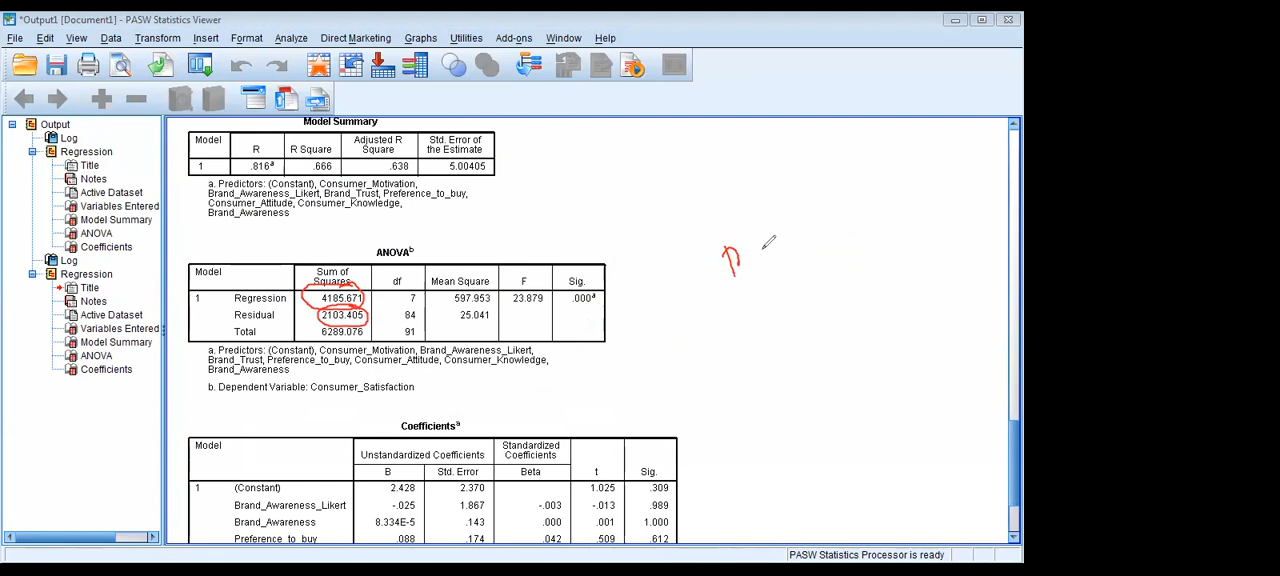 *Output1 [Document1] - PASW Statistics Viewer
File Edit View Data Transform Insert Format Analyze Direct Marketing Graphs Utilities Add-ons Window Help
Output
Log
Regression
Title
Notes
Active Dataset
Variables Entered
Model Summary
ANOVA
Coefficients
Log
Regression
Title
Notes
Active Dataset
Variables Entered
Model Summary
ANOVA
Coefficients
Model Summary
Model R R Square Adjusted R Square Std. Error of the Estimate
1 .816a .666 .638 5.00405
a. Predictors: (Constant), Consumer_Motivation,
Brand_Awareness_Likert, Brand_Trust, Preference_to_buy,
Consumer_Attitude, Consumer_Knowledge,
Brand_Awareness
ANOVAb
Model Sum of Squares df Mean Square F Sig.
1 Regression 4185.671 7 597.953 23.879 .000a
Residual 2103.405 84 25.041
Total 6289.076 91
a. Predictors: (Constant), Consumer_Motivation, Brand_Awareness_Likert,
Brand_Trust, Preference_to_buy, Consumer_Attitude, Consumer_Knowledge,
Brand_Awareness
b. Dependent Variable: Consumer_Satisfaction
Coefficientsa
Model Unstandardized Coefficients Standardized Coefficients t Sig.
B Std. Error Beta
1 (Constant) 2.428 2.370 1.025 .309
Brand_Awareness_Likert -.025 1.867 -.003 -.013 .989
Brand_Awareness 8.334E-5 .143 .000 .001 1.000
Preference_to_buy .088 .174 .042 .509 .612
PASW Statistics Processor is ready